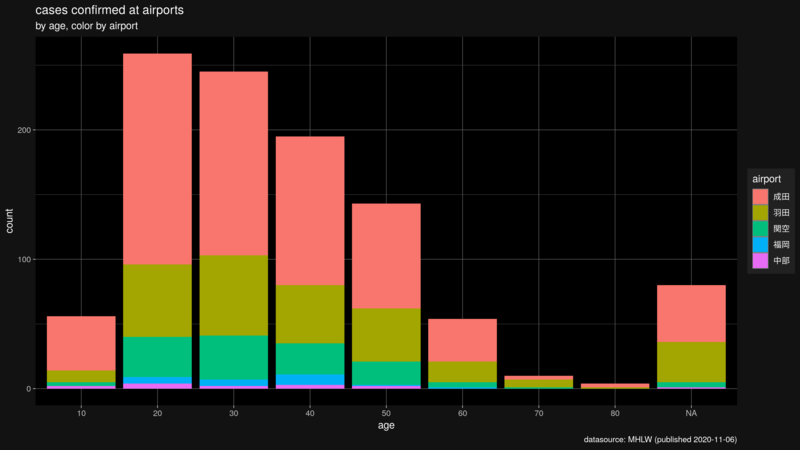 cases confirmed at airports
by age, color by airport
count
200
100
0
10 20 30 40 50 60 70 80 NA
age
airport
成田
羽田
関空
福岡
中部
datasource: MHLW (published 2020-11-06)